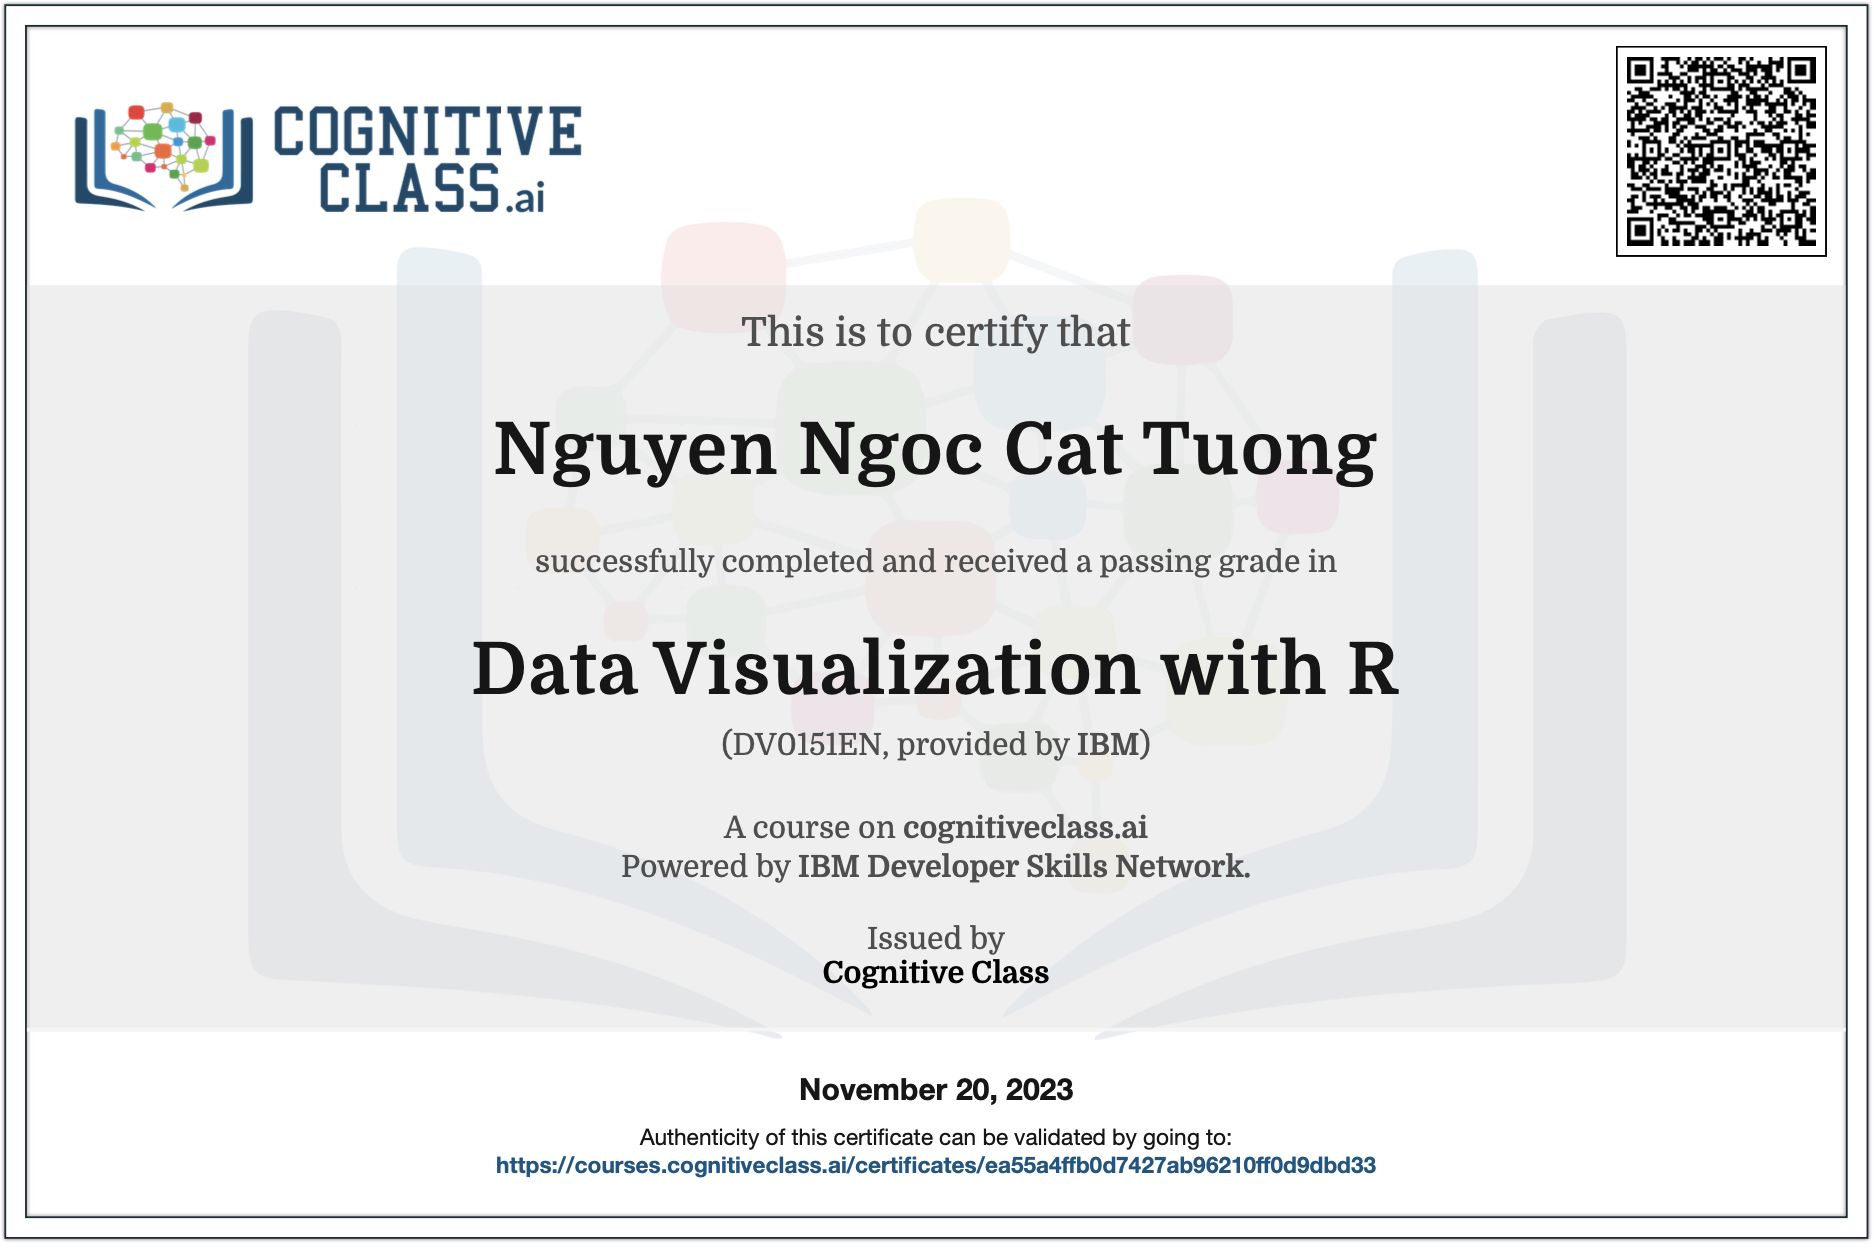 COGNITIVE
CLASS.ai
This is to certify that
Nguyen Ngoc Cat Tuong
successfully completed and received a passing grade in
Data Visualization with R
(DV0151EN, provided by IBM)
A course on cognitiveclass.ai
Powered by IBM Developer Skills Network.
Issued by
Cognitive Class
November 20, 2023
Authenticity of this certificate can be validated by going to:
https://courses.cognitiveclass.ai/certificates/ea55a4ffb0d7427ab96210ff0d9dbd33